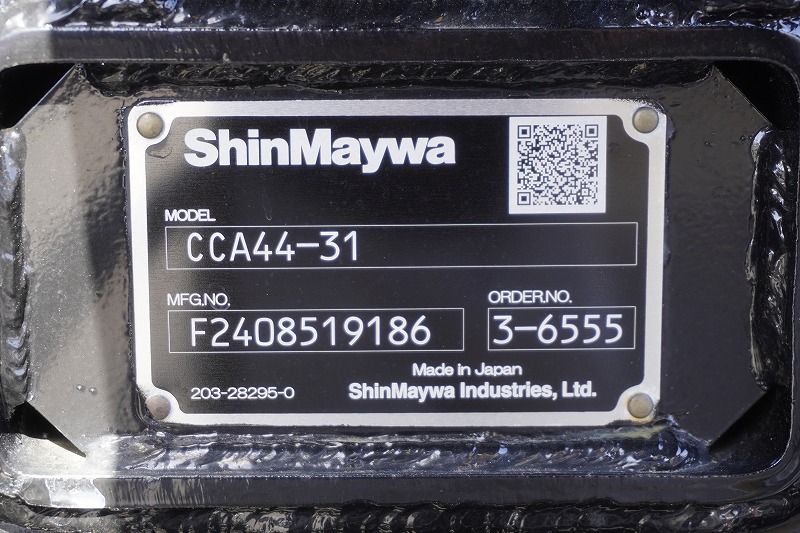 ShinMaywa
MODEL
CCA44-31
MFG.NO.
F2408519186
ORDER.NO.
3-6555
Made in Japan
203-28295-0
ShinMaywa Industries, Ltd.